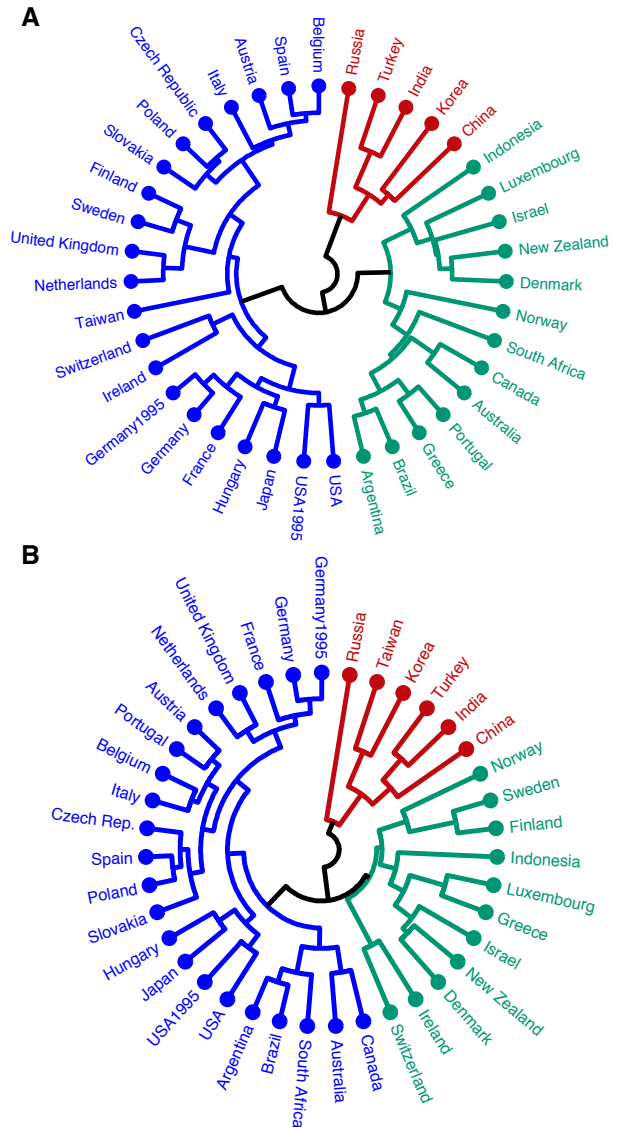 A
Belgium
Spain
Austria
Italy
Czech Republic
Poland
Slovakia
Finland
Sweden
United Kingdom
Netherlands
Taiwan
Switzerland
Ireland
Germany1995
Germany
France
Hungary
Japan
USA1995
USA
Russia
Turkey
India
Korea
China
Indonesia
Luxembourg
Israel
New Zealand
Denmark
Norway
South Africa
Canada
Australia
Portugal
Greece
Brazil
Argentina
B
Germany1995
Germany
France
United Kingdom
Netherlands
Austria
Portugal
Belgium
Italy
Czech Rep.
Spain
Poland
Slovakia
Hungary
Japan
USA1995
USA
Argentina
Brazil
South Africa
Australia
Canada
Russia
Taiwan
Korea
Turkey
India
China
Norway
Sweden
Finland
Indonesia
Luxembourg
Greece
Israel
New Zealand
Denmark
Ireland
Switzerland